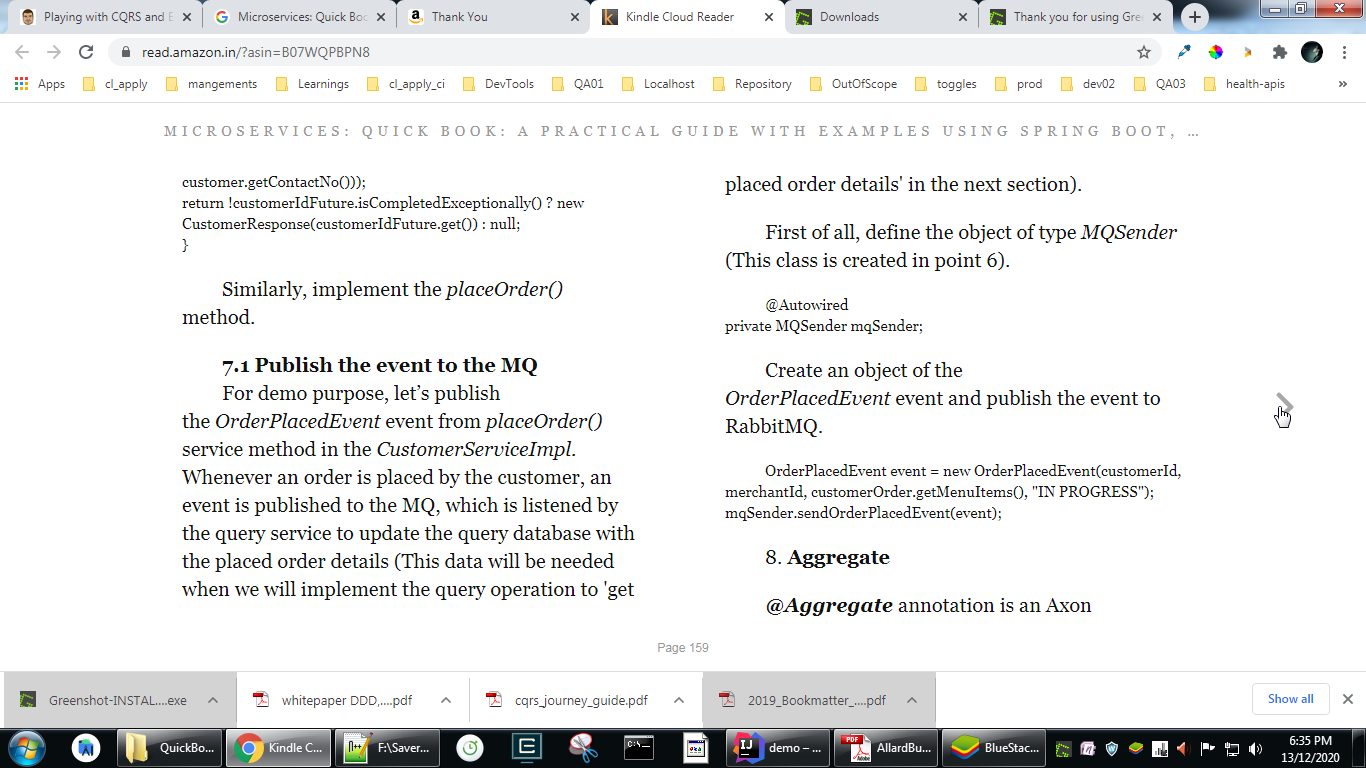 Playing with CQRS and E
Microservices: Quick Boo
Thank You
Kindle Cloud Reader
Downloads
Thank you for using Gre
read.amazon.in/?asin=B07WQPBPN8
Apps
cl_apply
mangements
Learnings
cl_apply_ci
DevTools
QA01
Localhost
Repository
OutOfScope
toggles
prod
dev02
QA03
health-apis
»
MICROSERVICES: QUICK BOOK: A PRACTICAL GUIDE WITH EXAMPLES USING SPRING BOOT, …
customer.getContactNo()));
return !customerIdFuture.isCompletedExceptionally() ? new
CustomerResponse(customerIdFuture.get()) : null;
}
Similarly, implement the placeOrder()
method.
7.1 Publish the event to the MQ
For demo purpose, let’s publish
the OrderPlacedEvent event from placeOrder()
service method in the CustomerServiceImpl.
Whenever an order is placed by the customer, an
event is published to the MQ, which is listened by
the query service to update the query database with
the placed order details (This data will be needed
when we will implement the query operation to 'get
placed order details' in the next section).
First of all, define the object of type MQSender
(This class is created in point 6).
@Autowired
private MQSender mqSender;
Create an object of the
OrderPlacedEvent event and publish the event to
RabbitMQ.
OrderPlacedEvent event = new OrderPlacedEvent(customerId,
merchantId, customerOrder.getMenuItems(), "IN PROGRESS");
mqSender.sendOrderPlacedEvent(event);
8. Aggregate
@Aggregate annotation is an Axon
Page 159
Greenshot-INSTAL....exe
whitepaper DDD,....pdf
cqrs_journey_guide.pdf
2019_Bookmatter_....pdf
Show all
QuickBo...
Kindle C...
F:\Saver...
demo – ...
AllardBu...
BlueStac...
6:35 PM
13/12/2020